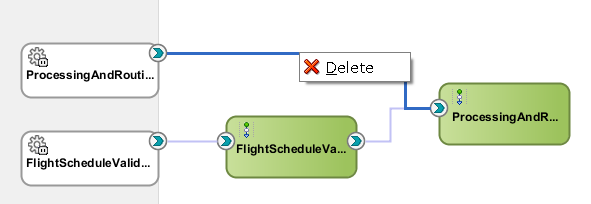 Delete
ProcessingAndRouti...
ProcessingAndR...
FlightScheduleValid...
FlightScheduleVa...